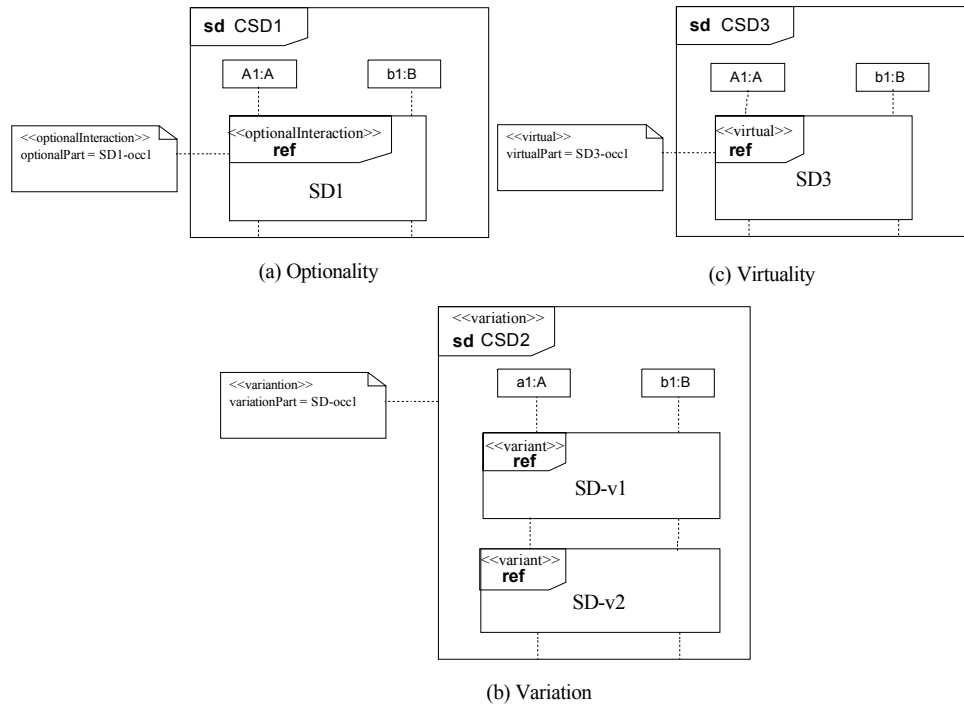 sd CSD1
A1:A
b1:B
<<optionalInteraction>>
optionalPart = SD1-occ1
<<optionalInteraction>>
ref
SD1
(a) Optionality
sd CSD3
A1:A
b1:B
<<virtual>>
virtualPart = SD3-occ1
<<virtual>>
ref
SD3
(c) Virtuality
<<variation>>
sd CSD2
a1:A
b1:B
<<variantion>>
variationPart = SD-occ1
<<variant>>
ref
SD-v1
<<variant>>
ref
SD-v2
(b) Variation